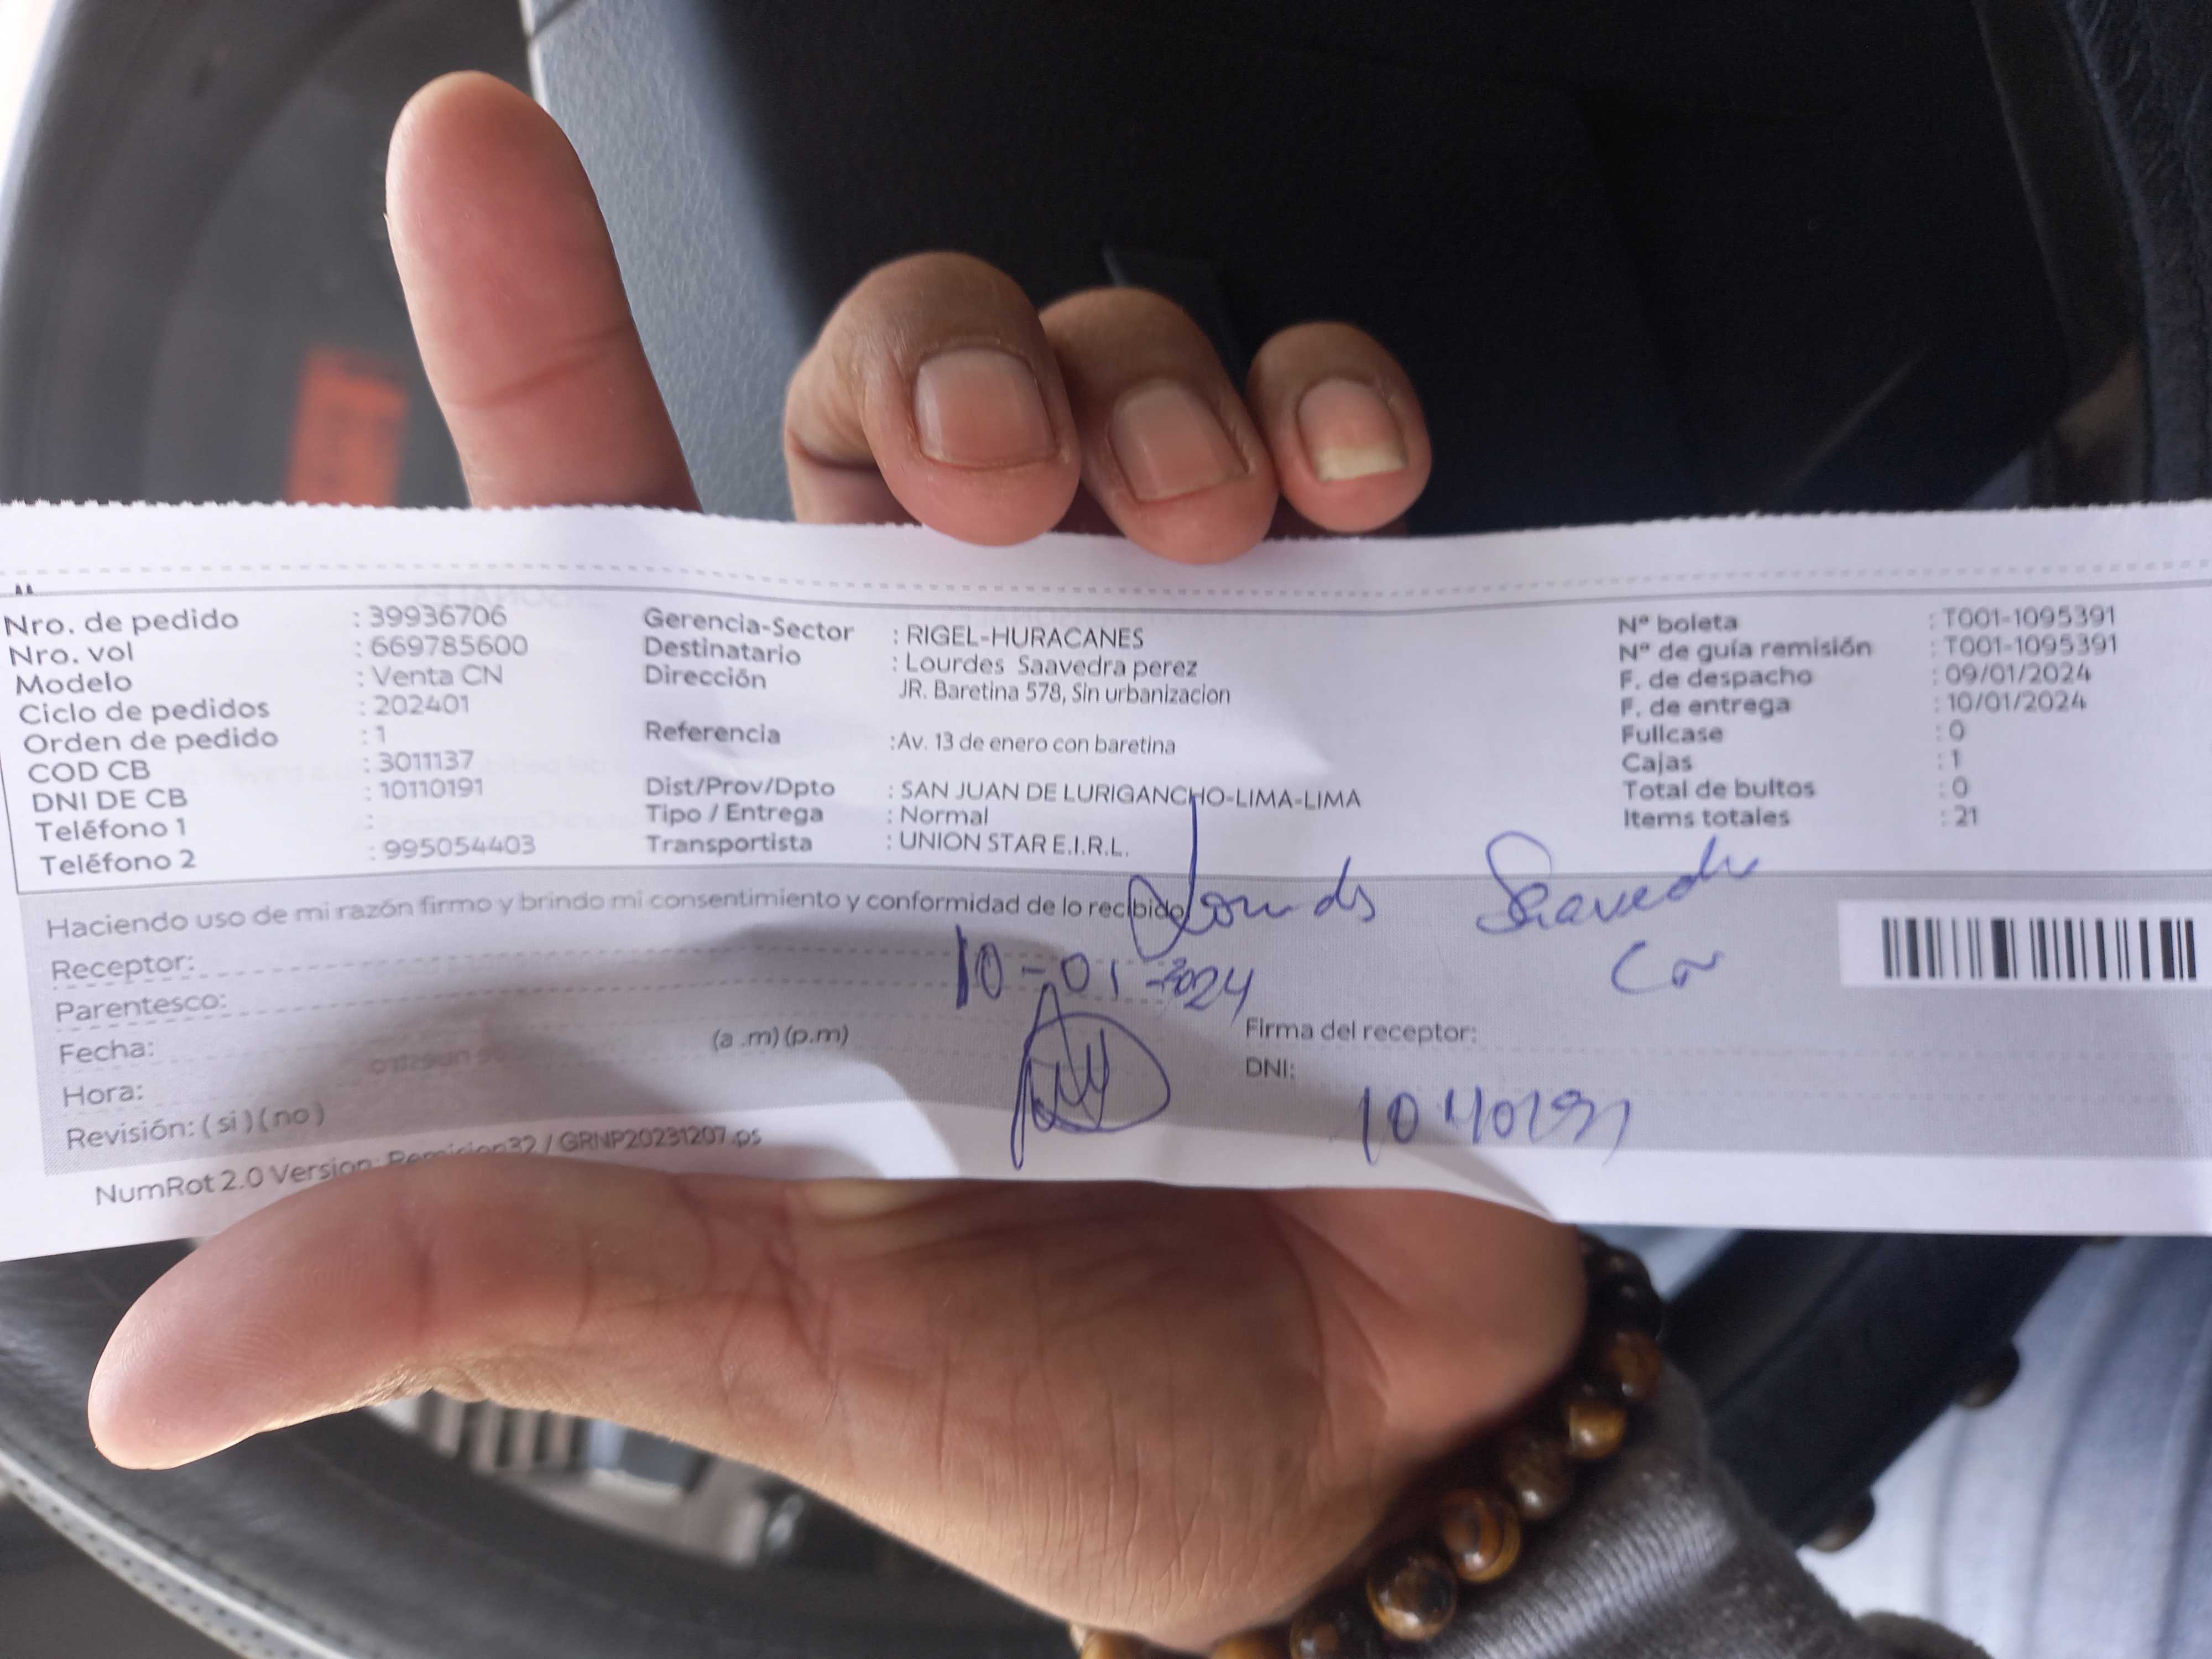 Nro. de pedido : 39936706
Nro. vol : 669785600
Modelo : Venta CN
Ciclo de pedidos : 202401
Orden de pedido : 1
COD CB : 3011137
DNI DE CB : 10110191
Teléfono 1 :
Teléfono 2 : 995054403
Gerencia-Sector : RIGEL-HURACANES
Destinatario : Lourdes Saavedra perez
Dirección JR. Baretina 578, Sin urbanizacion
Referencia :Av. 13 de enero con baretina
Dist/Prov/Dpto : SAN JUAN DE LURIGANCHO-LIMA-LIMA
Tipo / Entrega : Normal
Transportista : UNION STAR E.I.R.L.
Nº boleta : T001-1095391
Nº de guía remisión : T001-1095391
F. de despacho : 09/01/2024
F. de entrega : 10/01/2024
Fullcase : 0
Cajas : 1
Total de bultos : 0
Items totales : 21
Haciendo uso de mi razón firmo y brindo mi consentimiento y conformidad de lo recibido
Receptor:
Parentesco:
Fecha: 10-01-2024
Hora: (a .m) (p.m)
Revisión: ( si ) ( no )
Firma del receptor:
DNI:
NumRot 2.0 Version: Remision32 / GRNP20231207.ps